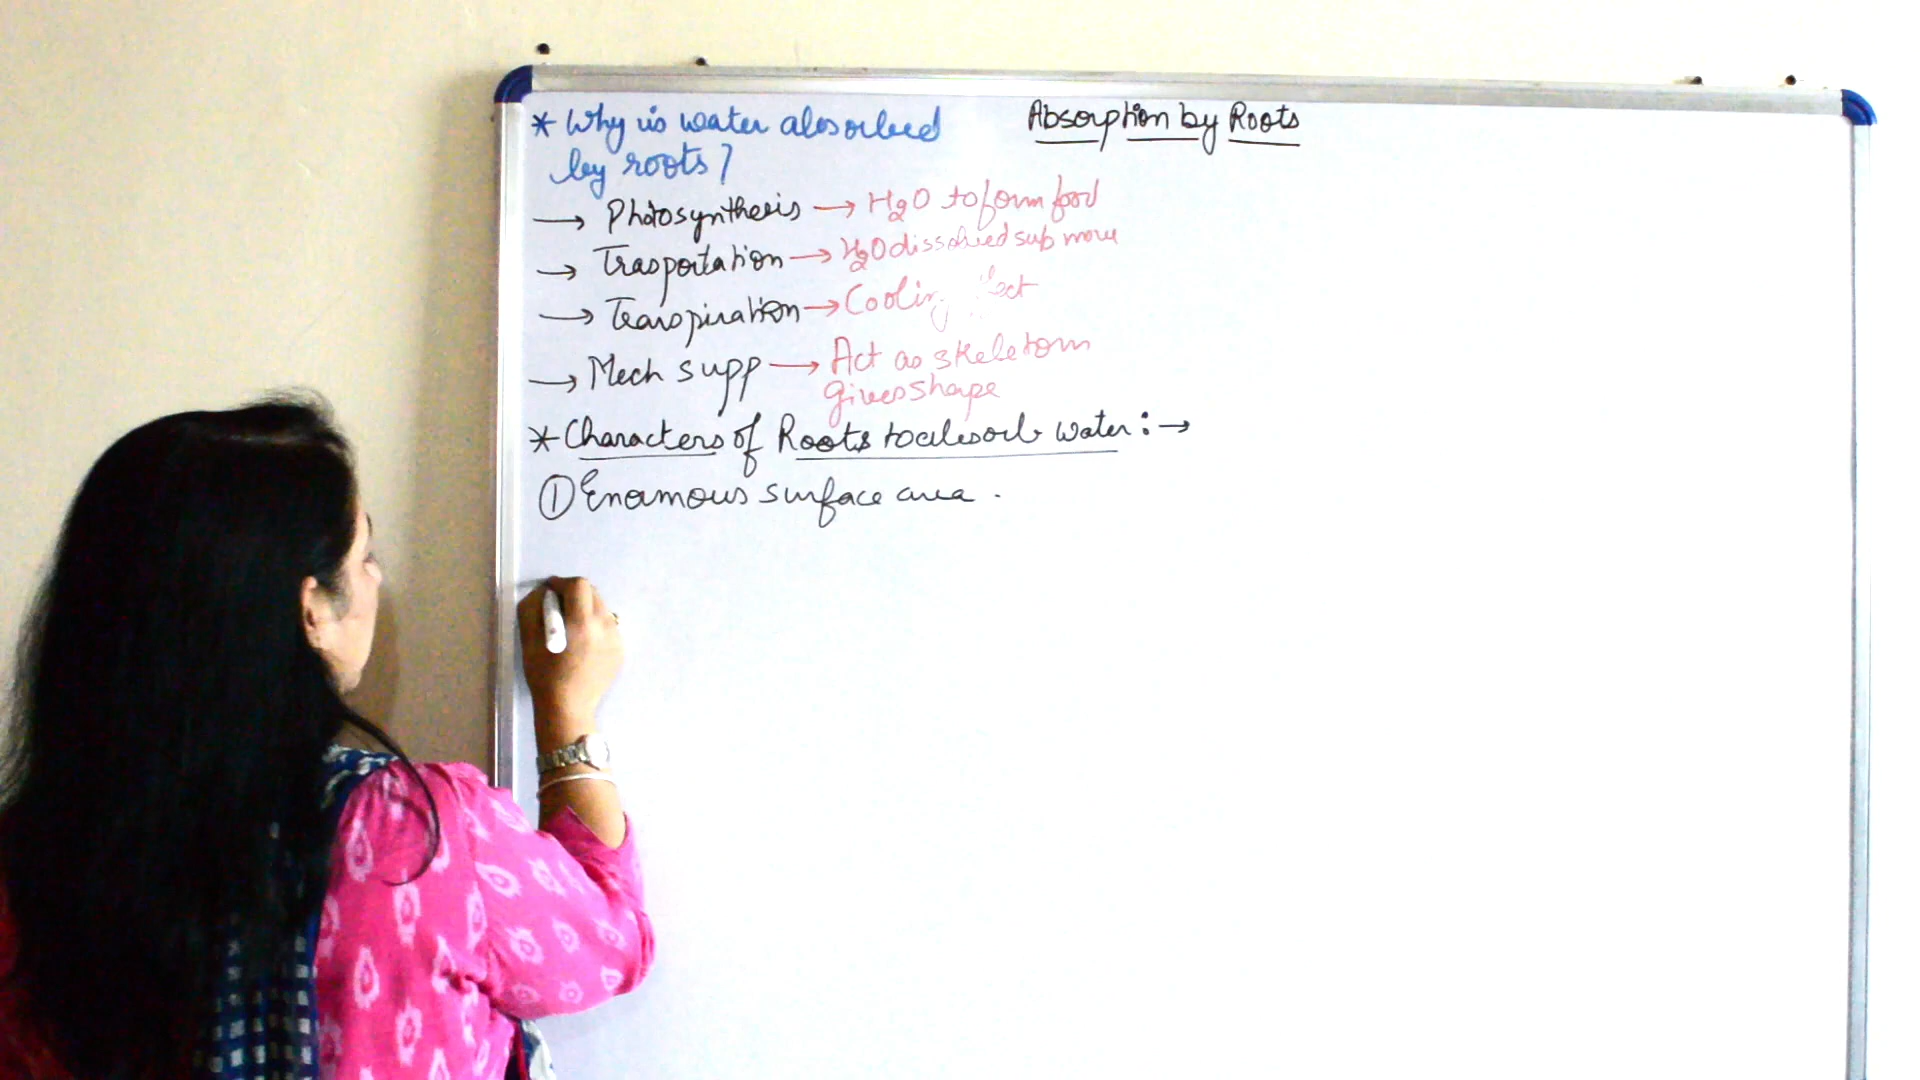 Absorption by Roots
* Why is water absorbed
by roots?
→ Photosynthesis → H2O to form food
→ Trasportation → H2O dissolved sub move
→ Transpiration → Cooling
→ Mech supp → Act as skeleton
gives shape
* Characters of Roots to absorb water : →
① Enormous surface area .